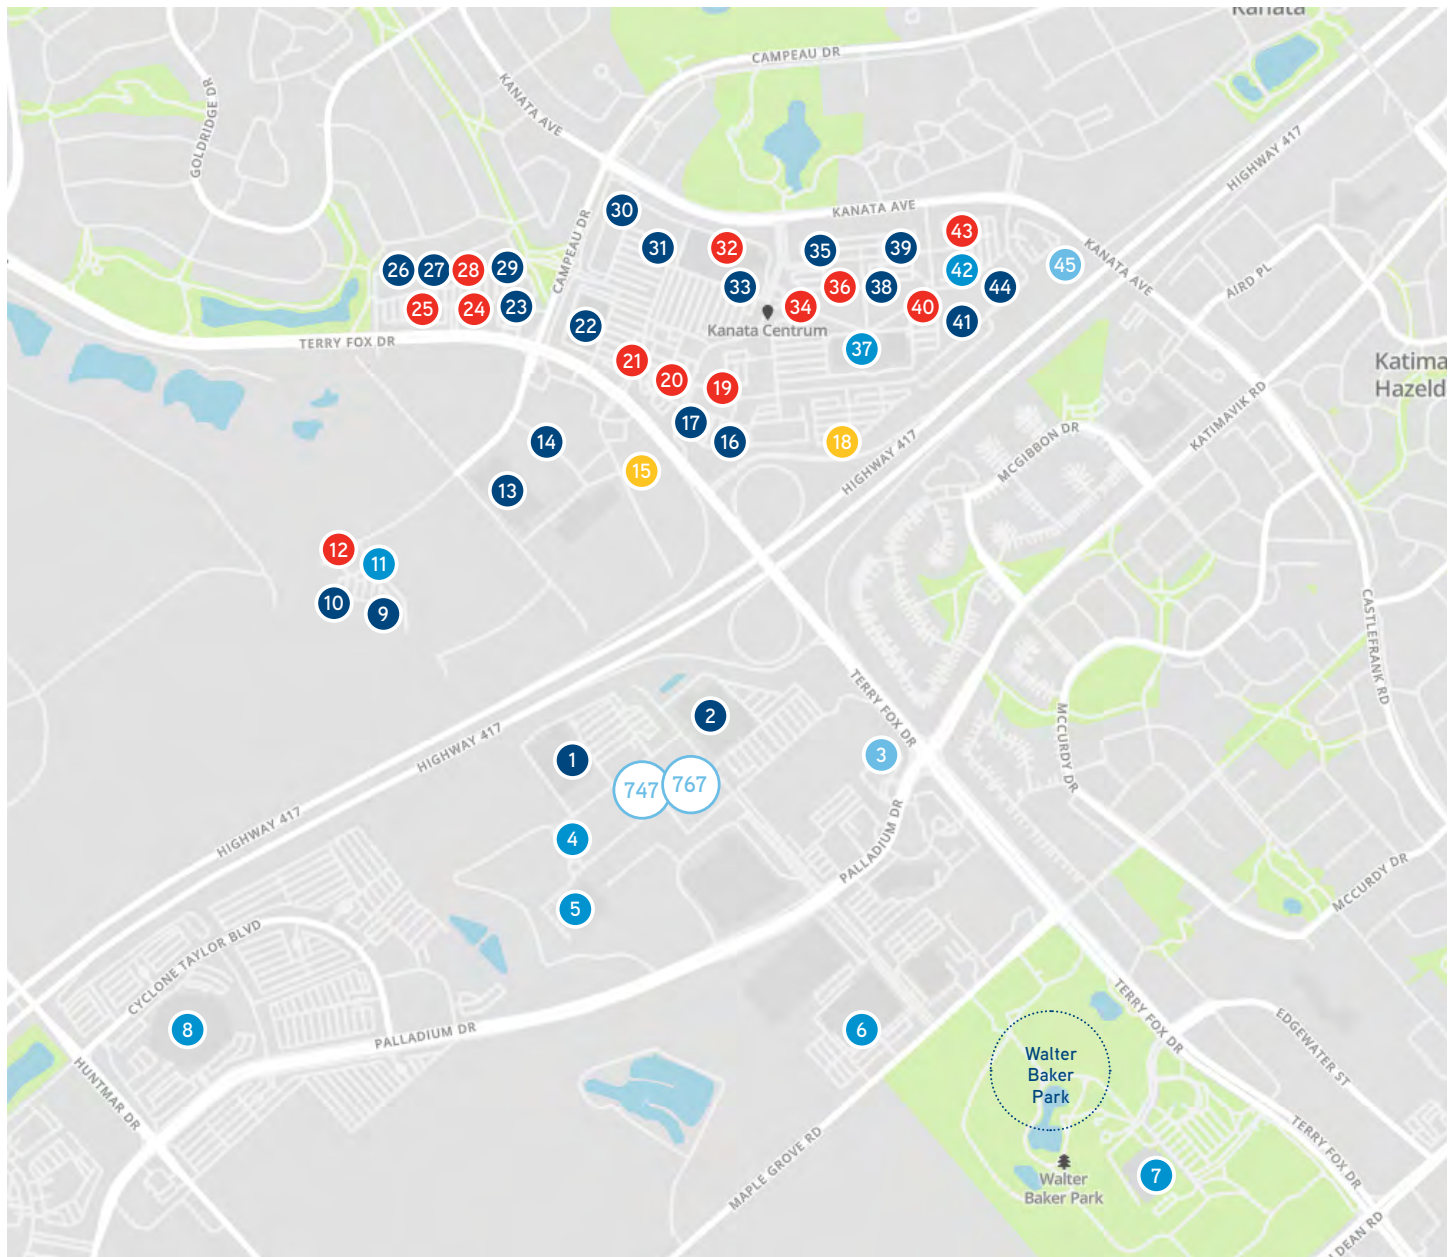 Kanata
CAMPEAU DR
KANATA AVE
GOLDRIDGE DR
HIGHWAY 417
CAMPEAU DR
KANATA AVE
30
31
32
35
39
43
26
27
28
29
33
36
38
42
44
45
KANATA AVE
AIRD PL
25
24
23
34
40
41
22
Kanata Centrum
TERRY FOX DR
37
21
20
19
Katima
Hazeld
17
16
18
14
15
13
HIGHWAY 417
MCGIBBON DR
KATIMAVIK RD
12
11
10
9
CASTLEFRANK RD
TERRY FOX DR
MCCURDY DR
2
1
3
HIGHWAY 417
747
767
HIGHWAY 417
4
PALLADIUM DR
MCCURDY DR
5
CYCLONE TAYLOR BLVD
8
PALLADIUM DR
6
TERRY FOX DR
EDGEWATER ST
HUNTMAR DR
Walter
Baker
Park
MAPLE GROVE RD
Walter
Baker Park
7
TERRY FOX DR
LDEAN RD